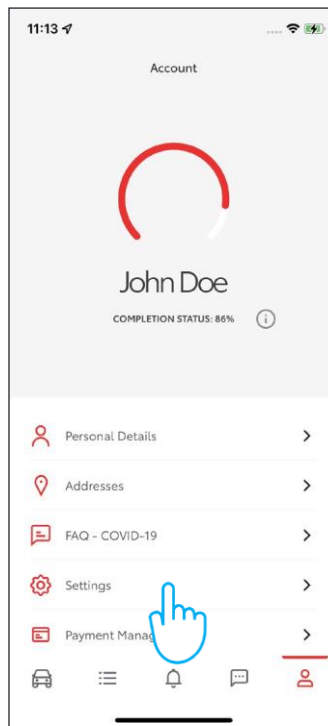 11:13
Account
John Doe
COMPLETION STATUS: 86%
Personal Details
Addresses
FAQ - COVID-19
Settings
Payment Manag